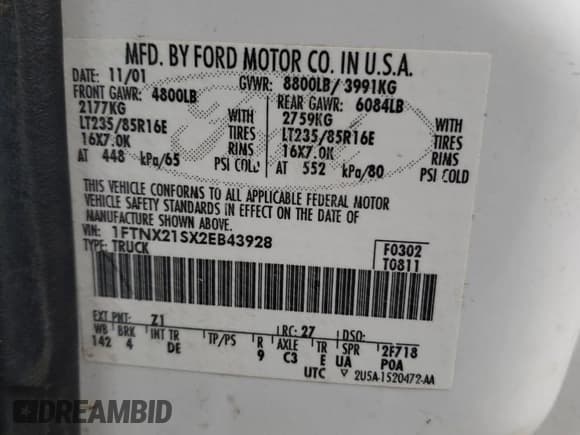 MFD. BY FORD MOTOR CO. IN U.S.A.
DATE: 11/01 GVWR: 8800LB/ 3991KG
FRONT GAWR: 4800LB REAR GAWR: 6084LB
2177KG WITH 2759KG WITH
LT235/85R16E TIRES LT235/85R16E TIRES
16X7.0K RIMS 16X7.0K RIMS
AT 448 kPa/65 PSI COLD AT 552 kPa/80 PSI COLD
THIS VEHICLE CONFORMS TO ALL APPLICABLE FEDERAL MOTOR
VEHICLE SAFETY STANDARDS IN EFFECT ON THE DATE OF
MANUFACTURE SHOWN ABOVE.
VIN: 1FTNX21SX2EB43928 F0302
TYPE: TRUCK T0811
EXT PNT: Z1 RC: 27 DSO:
WB BRK INT TR TP/PS R AXLE TR SPR 2F718
142 4 DE 9 C3 E UA POA
UTC ▽ 2U5A-1520472-AA
DREAMBID